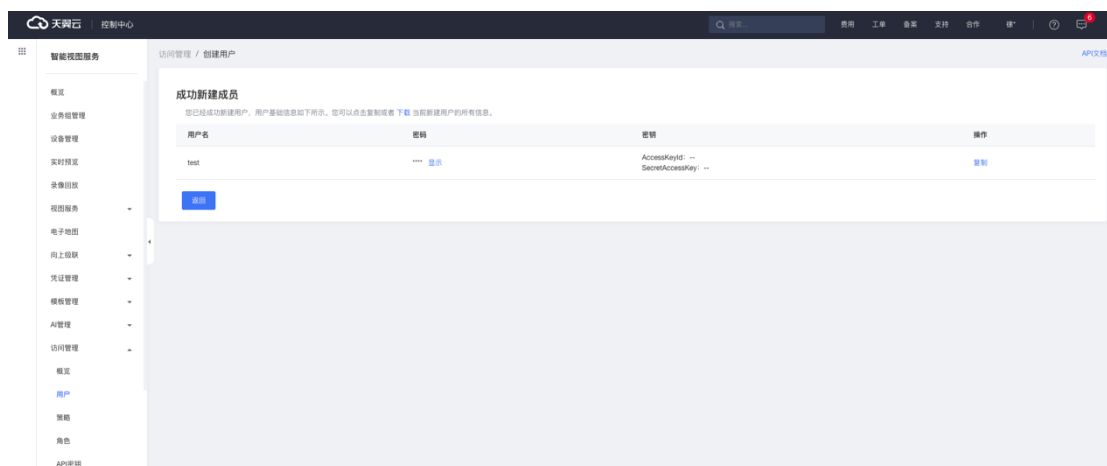 天翼云 控制中心 搜索... 费用 工单 备案 支持 合作 6
智能视图服务
访问管理 / 创建用户 API文档
概览
业务组管理
设备管理
实时预览
录像回放
视图服务
电子地图
向上级联
凭证管理
模板管理
AI管理
访问管理
概览
用户
策略
角色
API密钥
成功新建成员
您已经成功新建用户，用户基础信息如下所示。您可以点击复制或者 下载 当前新建用户的所有信息。
用户名 密码 密钥 操作
test **** 显示 AccessKeyId: -- 复制
SecretAccessKey: --
返回